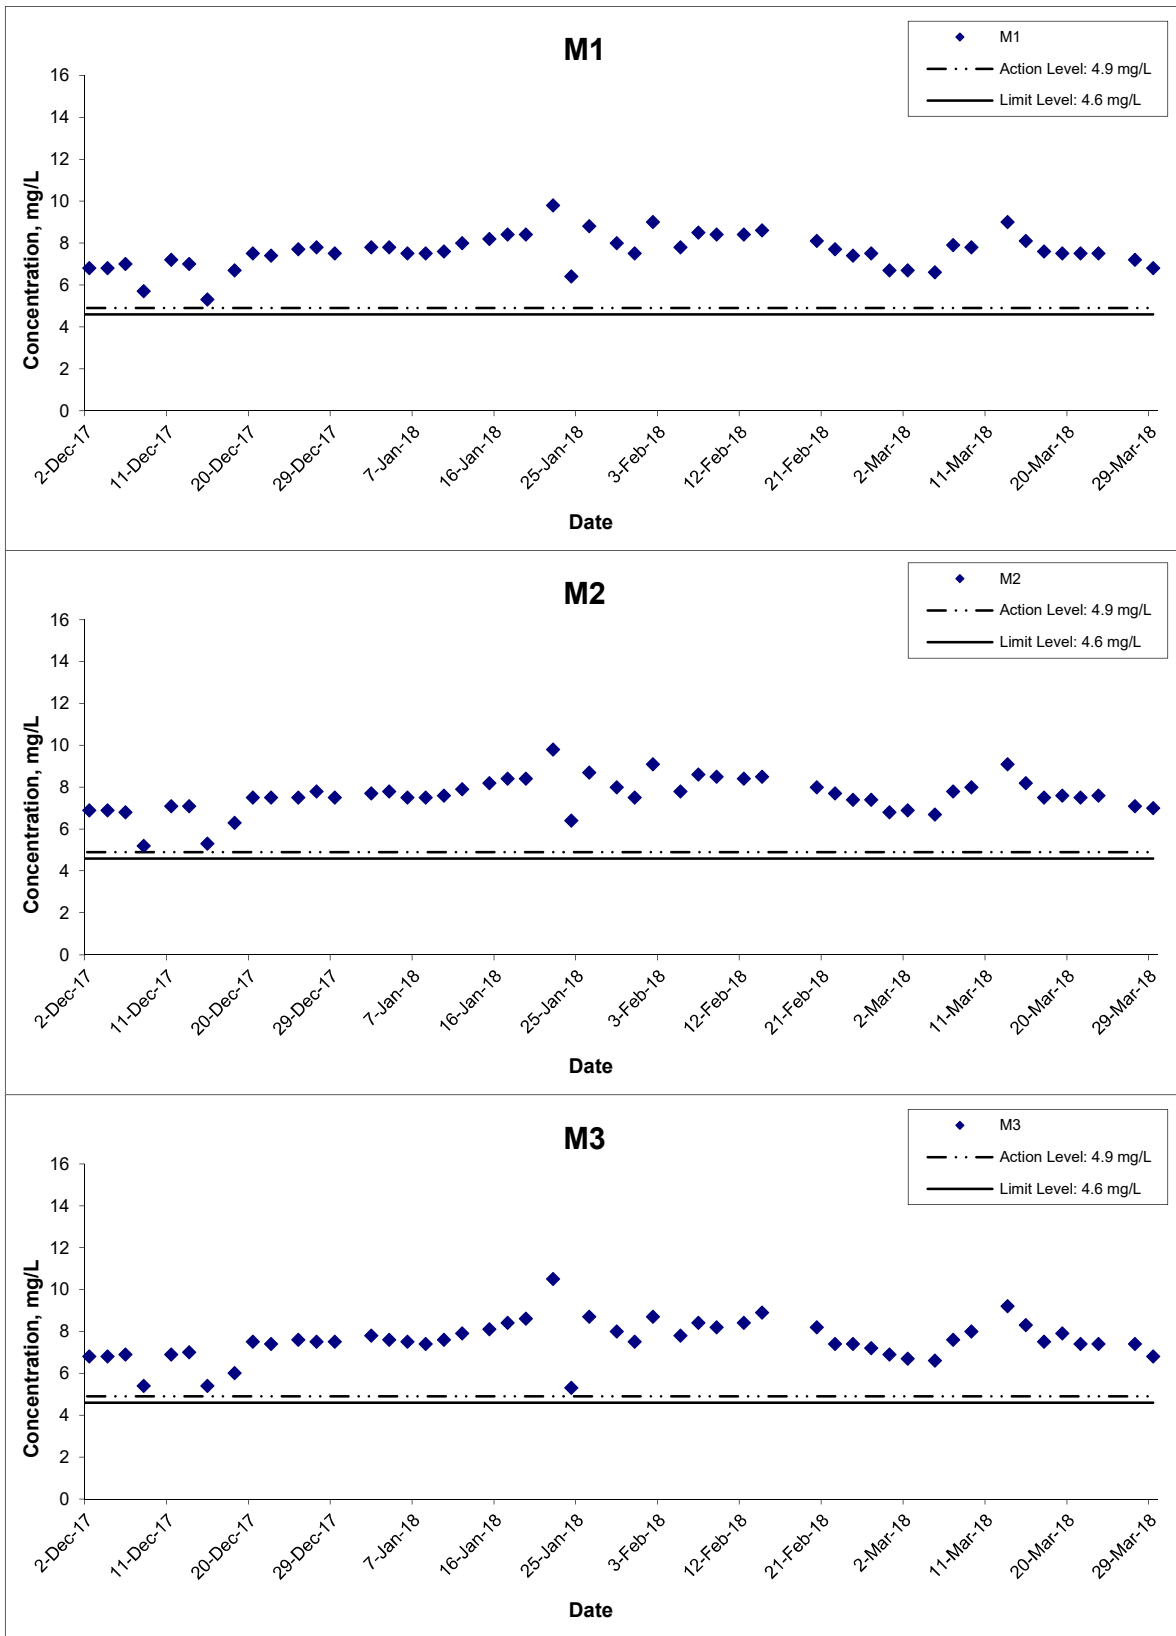 M1
M1
Action Level: 4.9 mg/L
Limit Level: 4.6 mg/L
Concentration, mg/L
16
14
12
10
8
6
4
2
0
2-Dec-17
11-Dec-17
20-Dec-17
29-Dec-17
7-Jan-18
16-Jan-18
25-Jan-18
3-Feb-18
12-Feb-18
21-Feb-18
2-Mar-18
11-Mar-18
20-Mar-18
29-Mar-18
Date
M2
M2
Action Level: 4.9 mg/L
Limit Level: 4.6 mg/L
Concentration, mg/L
16
14
12
10
8
6
4
2
0
2-Dec-17
11-Dec-17
20-Dec-17
29-Dec-17
7-Jan-18
16-Jan-18
25-Jan-18
3-Feb-18
12-Feb-18
21-Feb-18
2-Mar-18
11-Mar-18
20-Mar-18
29-Mar-18
Date
M3
M3
Action Level: 4.9 mg/L
Limit Level: 4.6 mg/L
Concentration, mg/L
16
14
12
10
8
6
4
2
0
2-Dec-17
11-Dec-17
20-Dec-17
29-Dec-17
7-Jan-18
16-Jan-18
25-Jan-18
3-Feb-18
12-Feb-18
21-Feb-18
2-Mar-18
11-Mar-18
20-Mar-18
29-Mar-18
Date